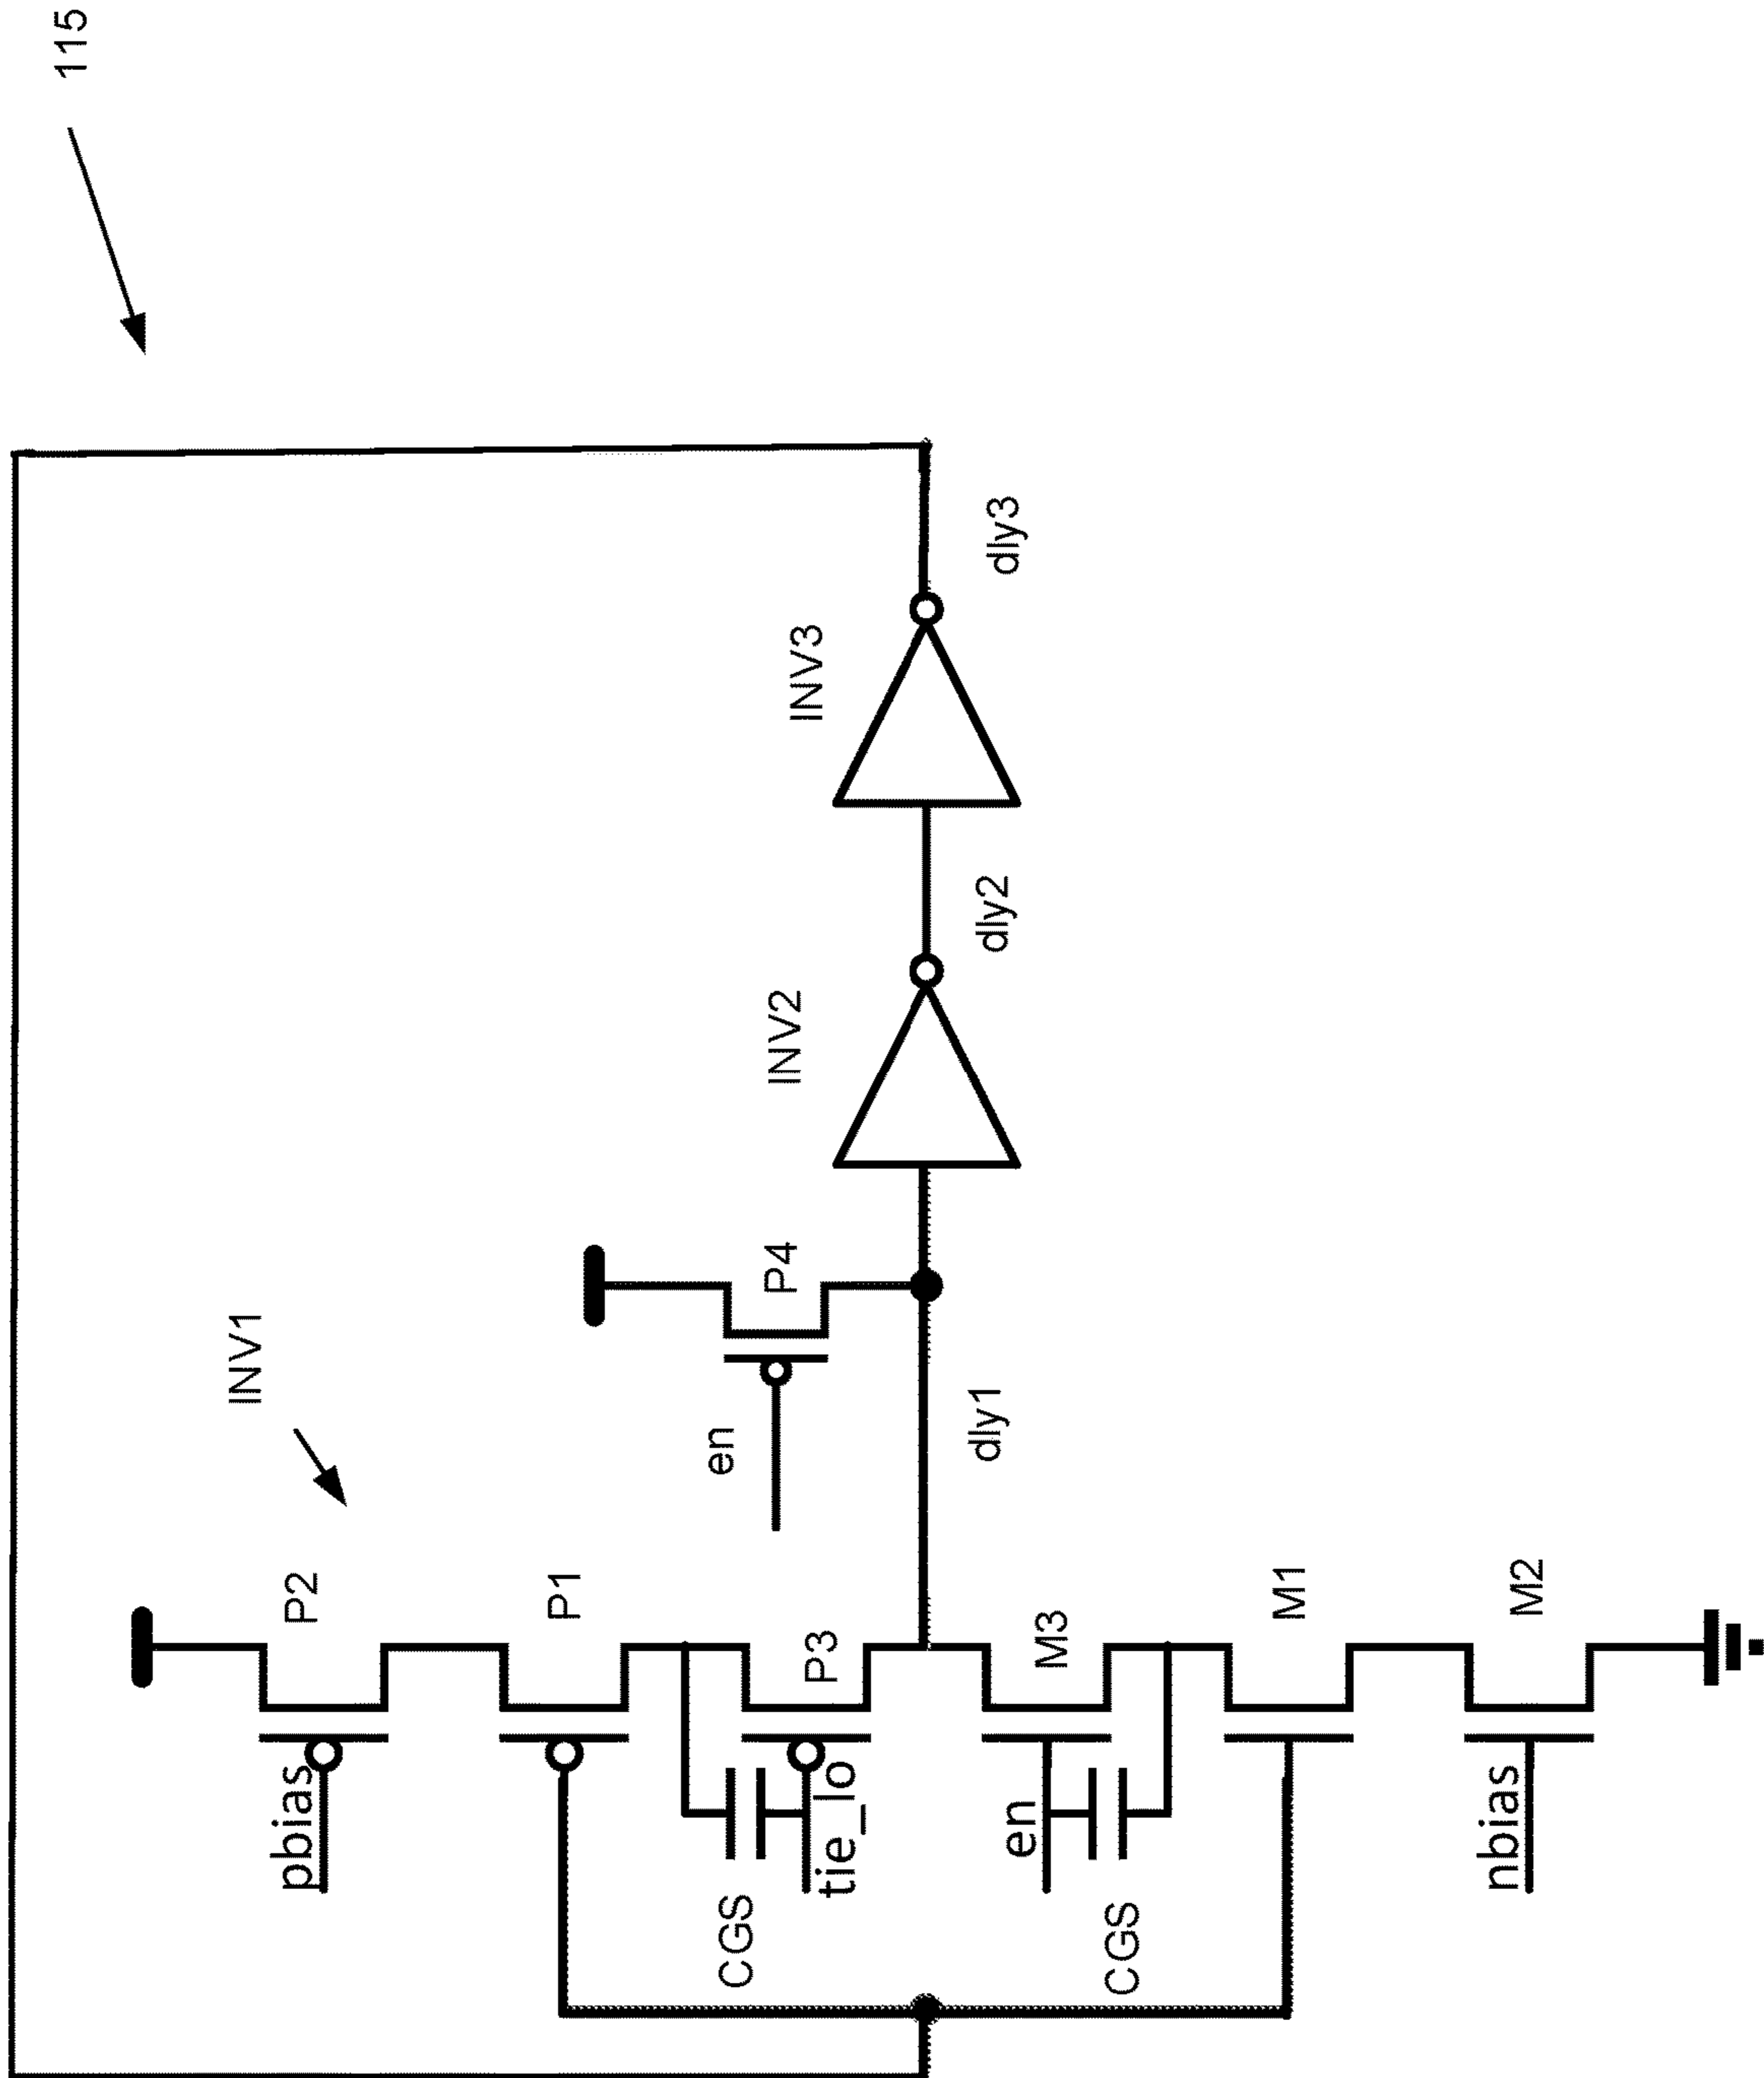 115
INV1
P2
pbias
P1
CGS
P3
tie_lo
en
P4
dly1
INV2
dly2
INV3
dly3
M3
en
CGS
M1
M2
nbias